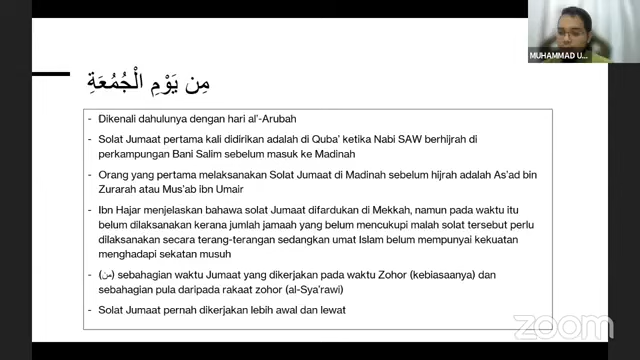 MUHAMMAD U...
مِن يَوْمِ الْجُمُعَةِ
- Dikenali dahulunya dengan hari al'-Arubah
- Solat Jumaat pertama kali didirikan adalah di Quba' ketika Nabi SAW berhijrah di
perkampungan Bani Salim sebelum masuk ke Madinah
- Orang yang pertama melaksanakan Solat Jumaat di Madinah sebelum hijrah adalah As'ad bin
Zurarah atau Mus'ab ibn Umair
- Ibn Hajar menjelaskan bahawa solat Jumaat difardukan di Mekkah, namun pada waktu itu
belum dilaksanakan kerana jumlah jamaah yang belum mencukupi malah solat tersebut perlu
dilaksanakan secara terang-terangan sedangkan umat Islam belum mempunyai kekuatan
menghadapi sekatan musuh
- (من) sebahagian waktu Jumaat yang dikerjakan pada waktu Zohor (kebiasaanya) dan
sebahagian pula daripada rakaat zohor (al-Sya'rawi)
- Solat Jumaat pernah dikerjakan lebih awal dan lewat
zoom